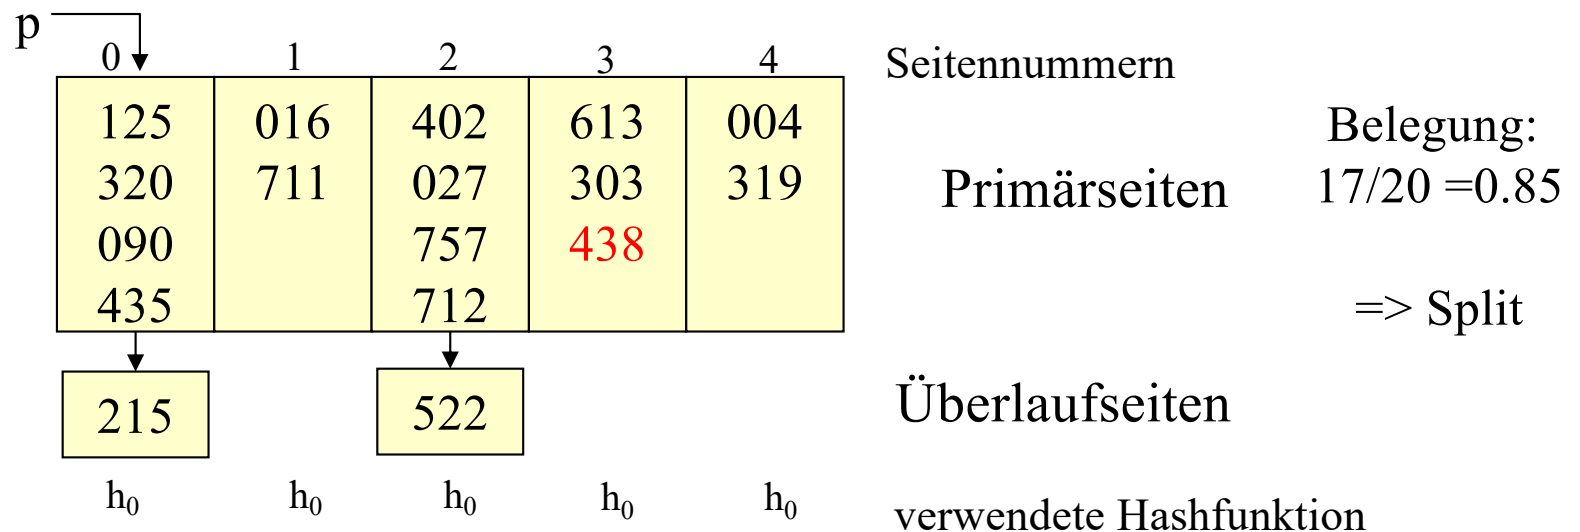 p
0 1 2 3 4 Seitennummern
125 016 402 613 004 Belegung:
320 711 027 303 319 Primärseiten 17/20 =0.85
090 757 438
435 712 => Split
215 522 Überlaufseiten
h₀ h₀ h₀ h₀ h₀ verwendete Hashfunktion